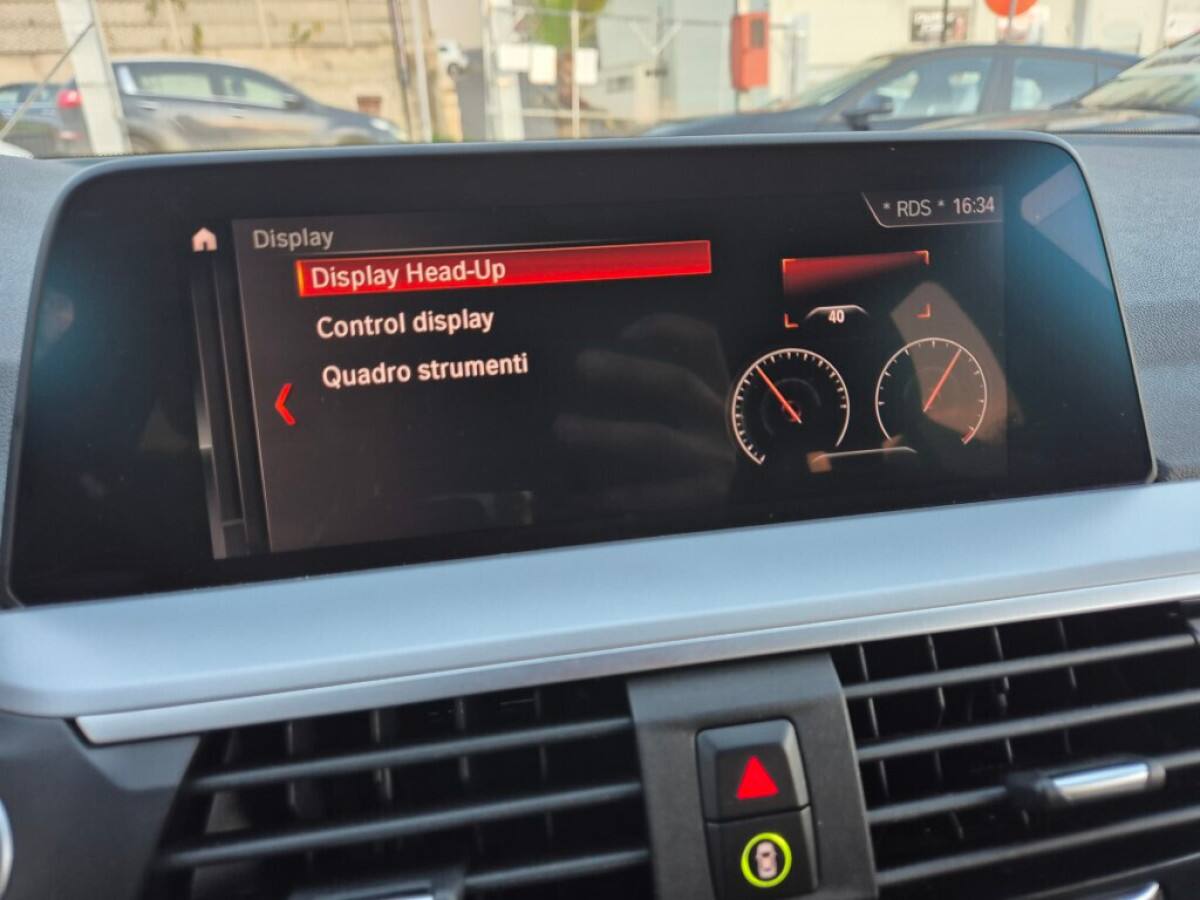 * RDS * 16:34
Display
Display Head-Up
Control display
Quadro strumenti
40